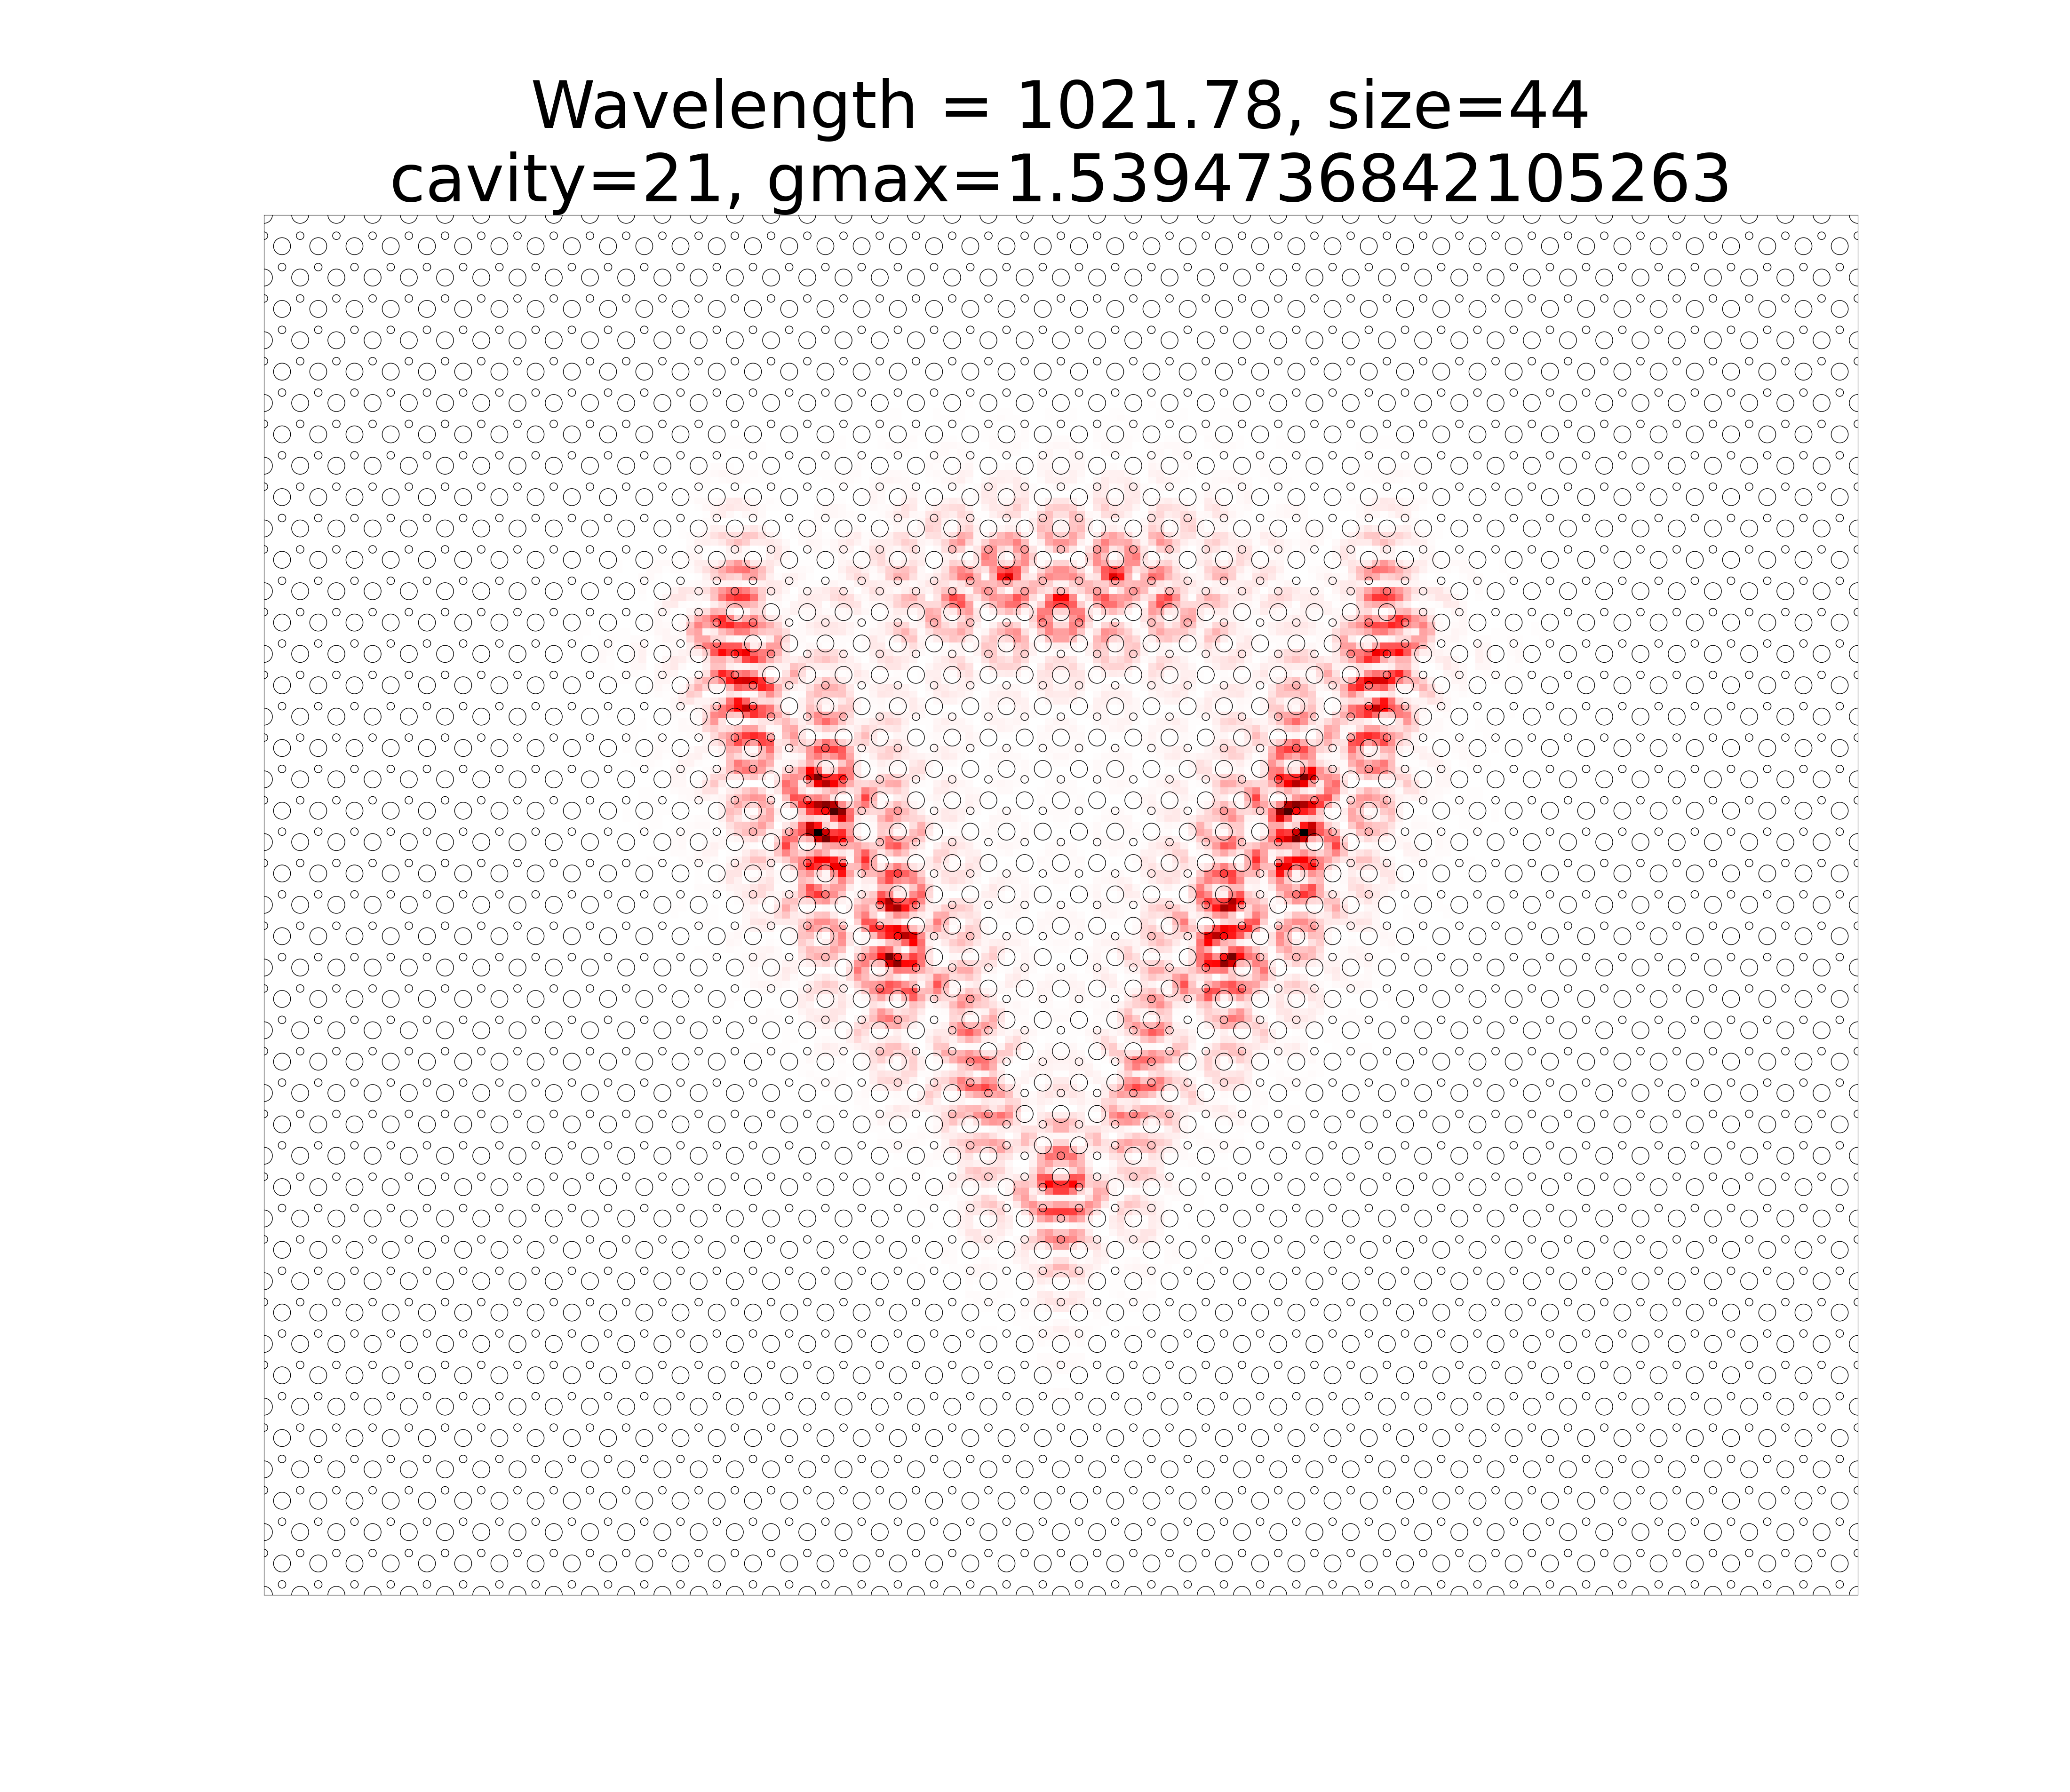 Wavelength = 1021.78, size=44
cavity=21, gmax=1.5394736842105263